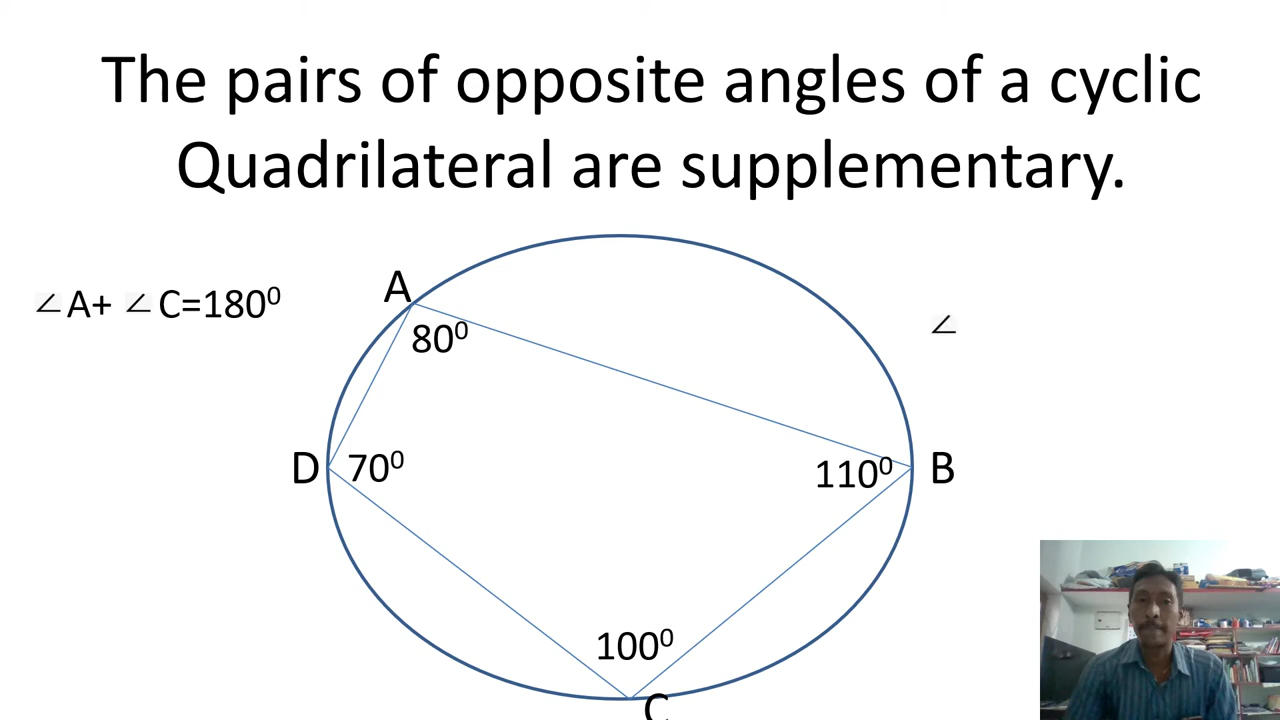 The pairs of opposite angles of a cyclic
Quadrilateral are supplementary.
∠A+ ∠C=180⁰
A
80⁰
∠
D
70⁰
110⁰
B
100⁰
C